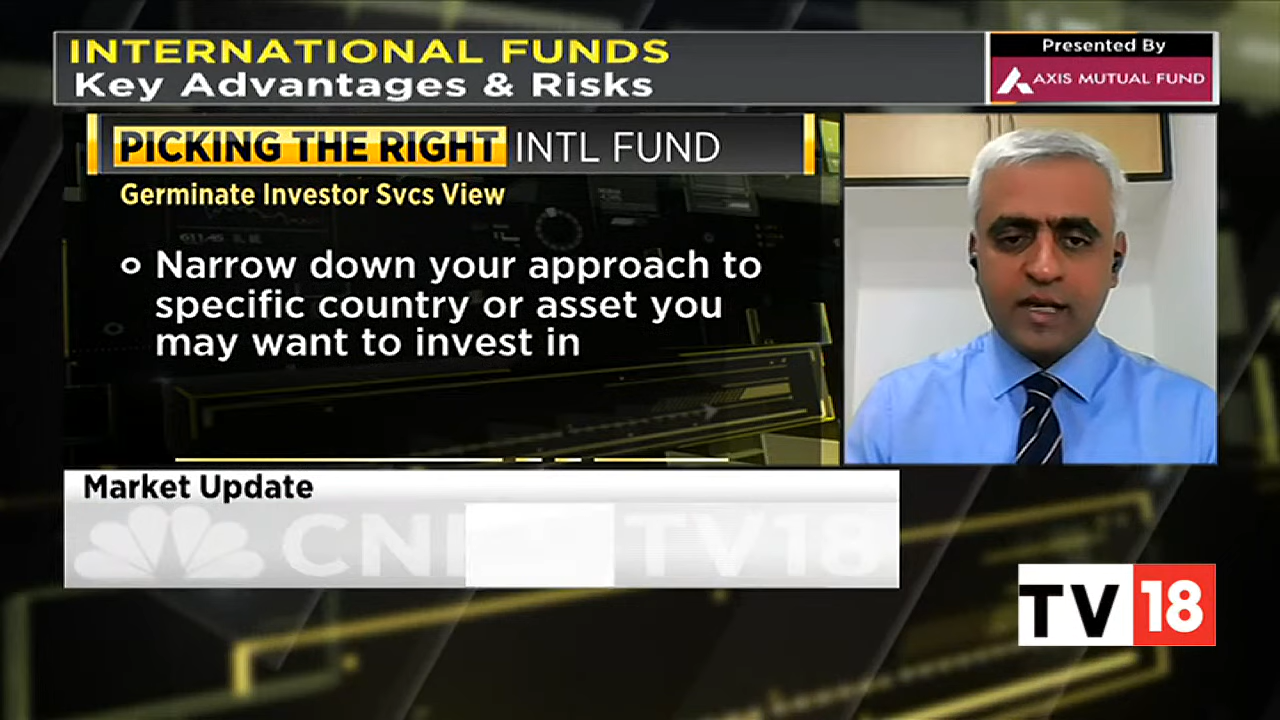 INTERNATIONAL FUNDS
Key Advantages & Risks
Presented By
AXIS MUTUAL FUND
PICKING THE RIGHT INTL FUND
Germinate Investor Svcs View
Narrow down your approach to
specific country or asset you
may want to invest in
Market Update
TV18
TV18